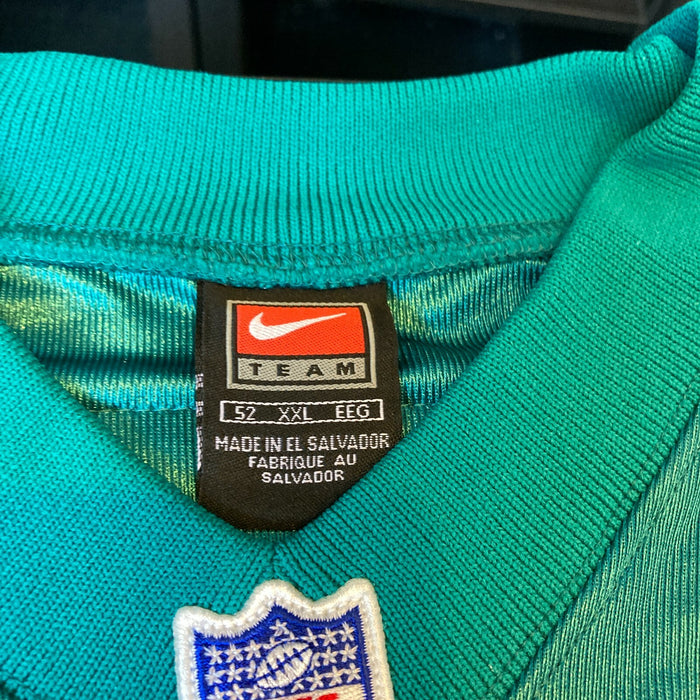 TEAM
52 XXL EEG
MADE IN EL SALVADOR
FABRIQUE AU
SALVADOR